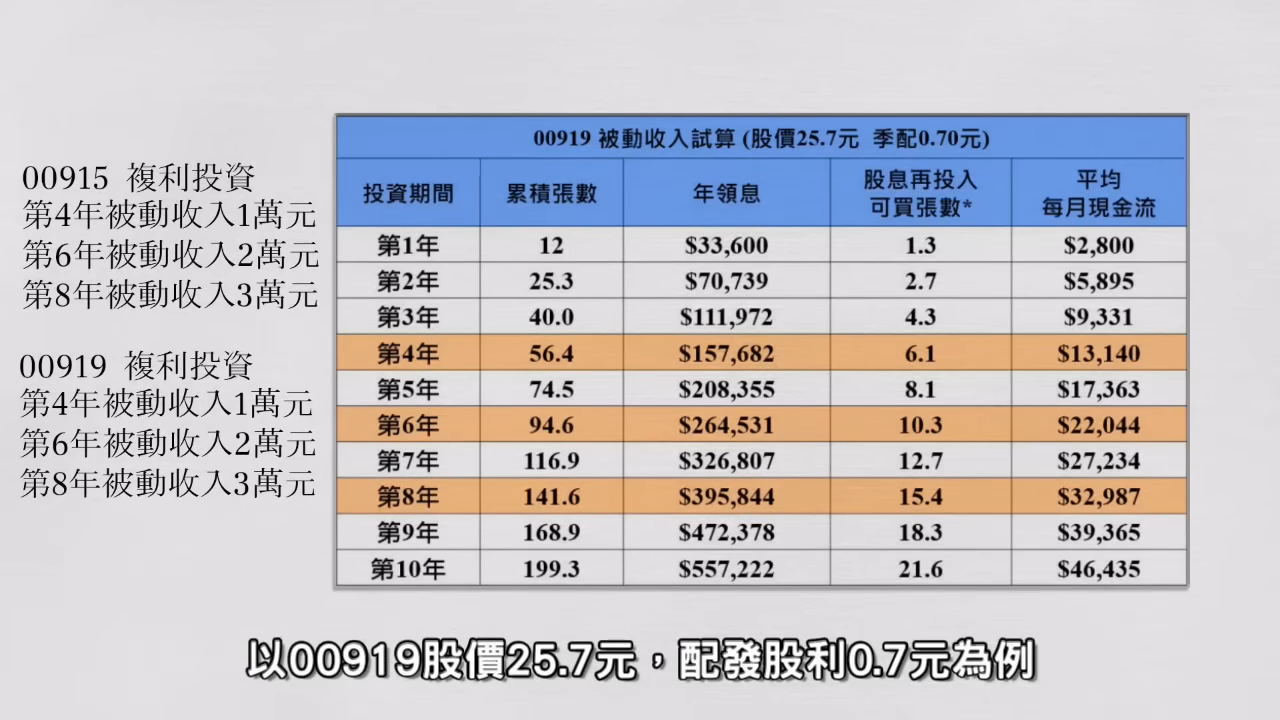 00915 複利投資
第4年被動收入1萬元
第6年被動收入2萬元
第8年被動收入3萬元
00919 複利投資
第4年被動收入1萬元
第6年被動收入2萬元
第8年被動收入3萬元
00919 被動收入試算 (股價25.7元 季配0.70元)
投資期間 累積張數 年領息 股息再投入可買張數* 平均每月現金流
第1年 12 $33,600 1.3 $2,800
第2年 25.3 $70,739 2.7 $5,895
第3年 40.0 $111,972 4.3 $9,331
第4年 56.4 $157,682 6.1 $13,140
第5年 74.5 $208,355 8.1 $17,363
第6年 94.6 $264,531 10.3 $22,044
第7年 116.9 $326,807 12.7 $27,234
第8年 141.6 $395,844 15.4 $32,987
第9年 168.9 $472,378 18.3 $39,365
第10年 199.3 $557,222 21.6 $46,435
以00919股價25.7元，配發股利0.7元為例